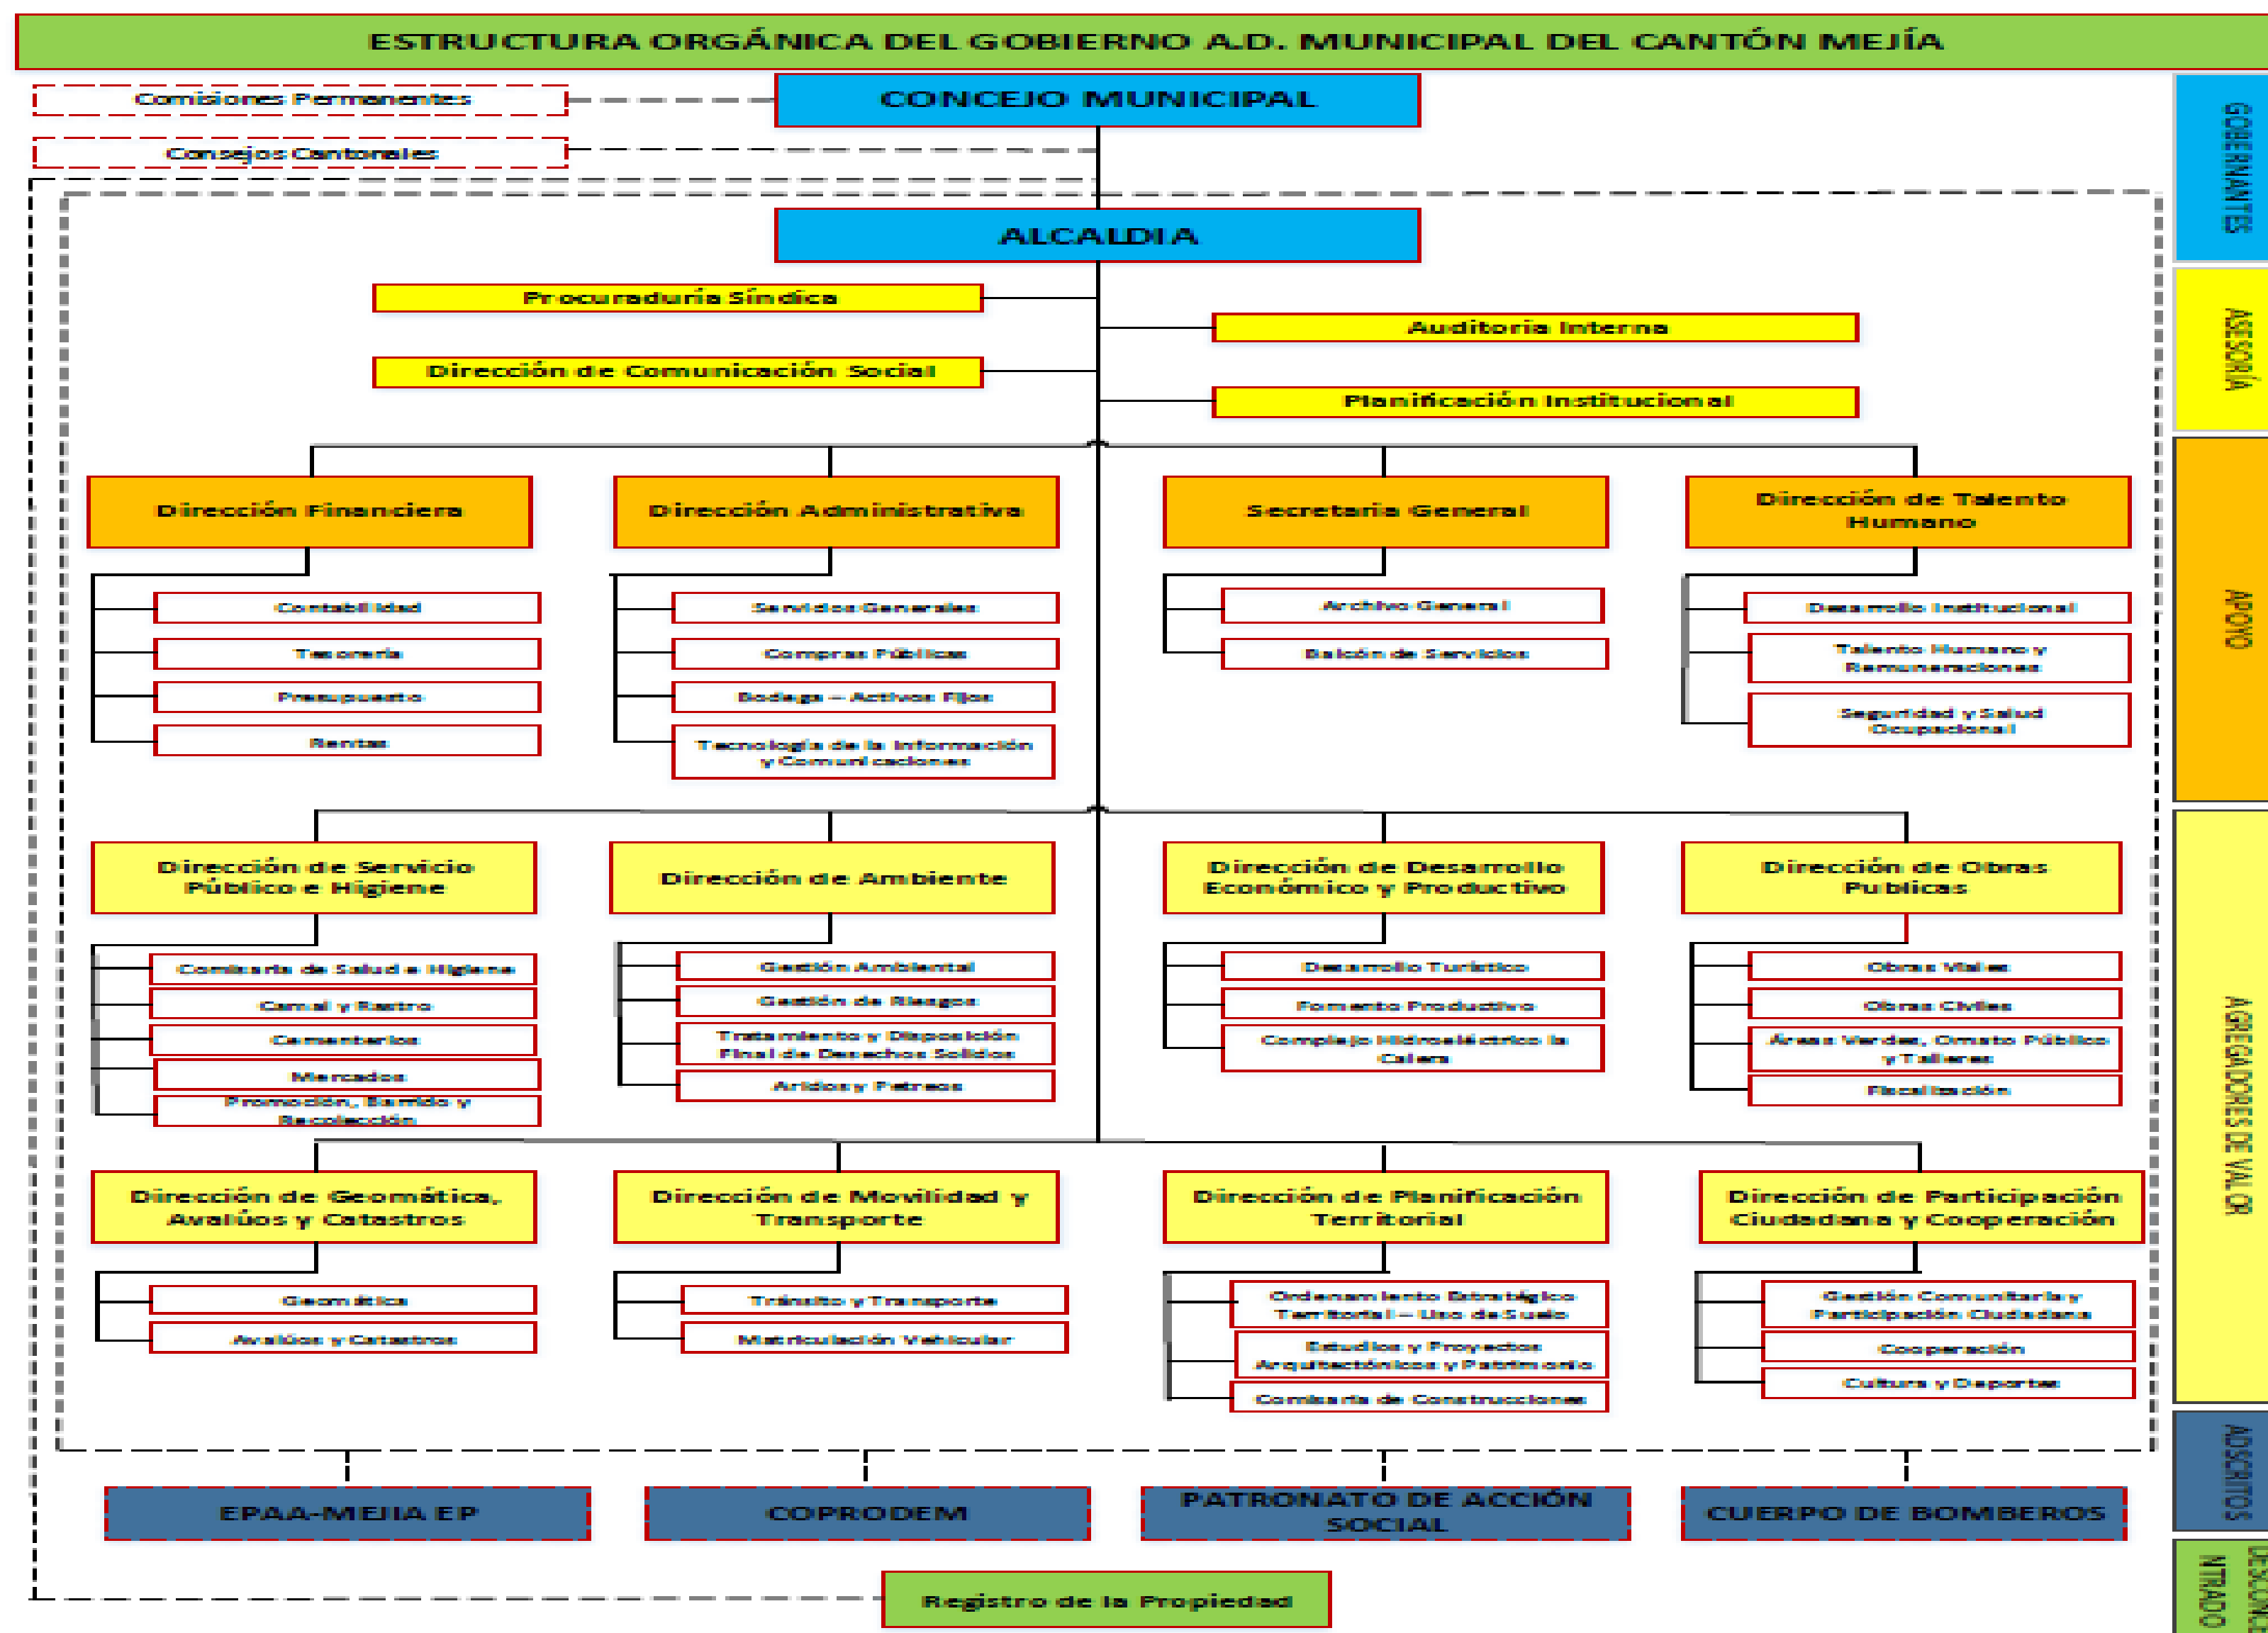 ESTRUCTURA ORGÁNICA DEL GOBIERNO A.D. MUNICIPAL DEL CANTÓN MEJÍA
Comisiones Permanentes
CONCEJO MUNICIPAL
Consejos Cantonales
GOBERNANTES
ALCALDIA
Procuraduría Síndica
Auditoría Interna
Dirección de Comunicación Social
Planificación Institucional
ASESORÍA
Dirección Financiera
Dirección Administrativa
Secretaria General
Dirección de Talento
Humano
APOYO
Contabilidad
Tesorería
Presupuesto
Rentas
Servicios Generales
Compras Públicas
Bodega – Activos Fijos
Tecnología de la Información
y Comunicaciones
Archivo General
Balcón de Servicios
Desarrollo Institucional
Talento Humano y
Remuneraciones
Seguridad y Salud
Ocupacional
Dirección de Servicio
Público e Higiene
Dirección de Ambiente
Dirección de Desarrollo
Económico y Productivo
Dirección de Obras
Publicas
AGREGADORES DE VALOR
Comisaría de Salud e Higiene
Camal y Rastro
Cementerios
Mercados
Promoción, Barrido y
Recolección
Gestión Ambiental
Gestión de Riesgos
Tratamiento y Disposición
Final de Desechos Solidos
Aridos y Petreos
Desarrollo Turístico
Fomento Productivo
Complejo Hidroeléctrico la
Calera
Obras Viales
Obras Civiles
Áreas Verdes, Ornato Público
y Talleres
Fiscalización
Dirección de Geomática,
Avalúos y Catastros
Dirección de Movilidad y
Transporte
Dirección de Planificación
Territorial
Dirección de Participación
Ciudadana y Cooperación
Geomática
Avalúos y Catastros
Tránsito y Transporte
Matriculación Vehicular
Ordenamiento Estratégico
Territorial – Uso de Suelo
Estudios y Proyectos
Arquitectónicos y Patrimonio
Comisaría de Construcciones
Gestión Comunitaria y
Participación Ciudadana
Cooperación
Cultura y Deportes
EPAA-MEJIA EP
COPRODEM
PATRONATO DE ACCIÓN
SOCIAL
CUERPO DE BOMBEROS
ADSCRITOS
Registro de la Propiedad
DESCONCE
NTRADO